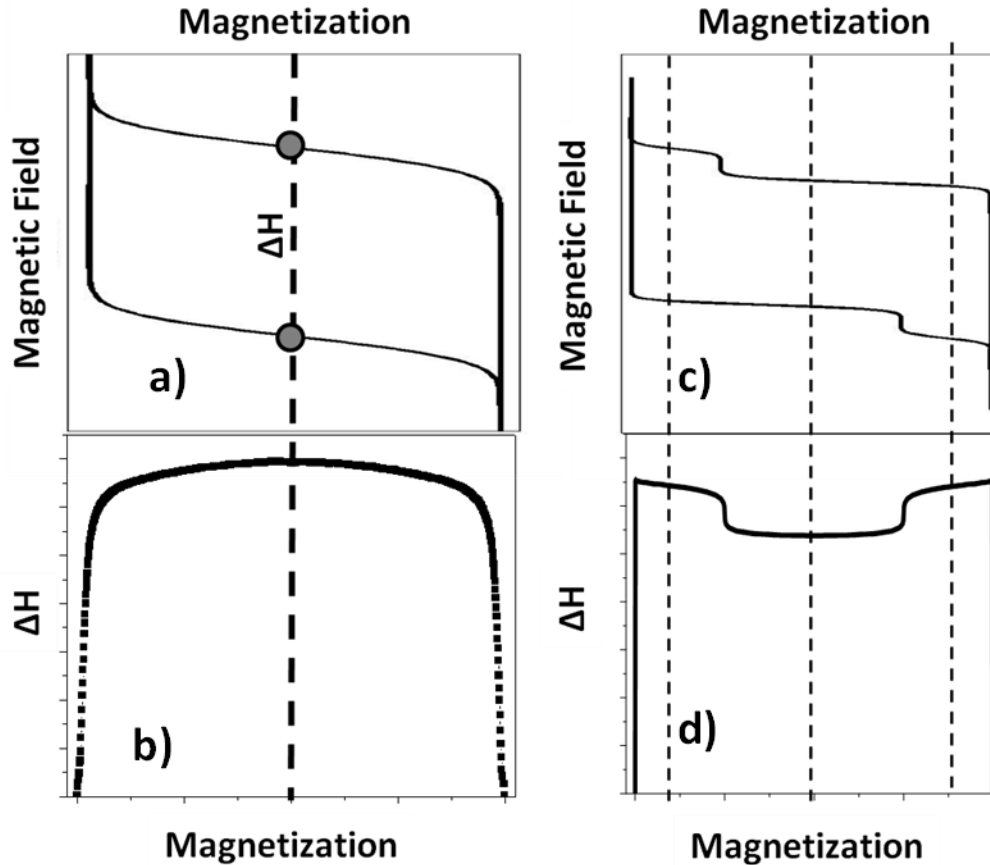 Magnetization
Magnetic Field
ΔH
a)
ΔH
b)
Magnetization
Magnetization
Magnetic Field
c)
ΔH
d)
Magnetization